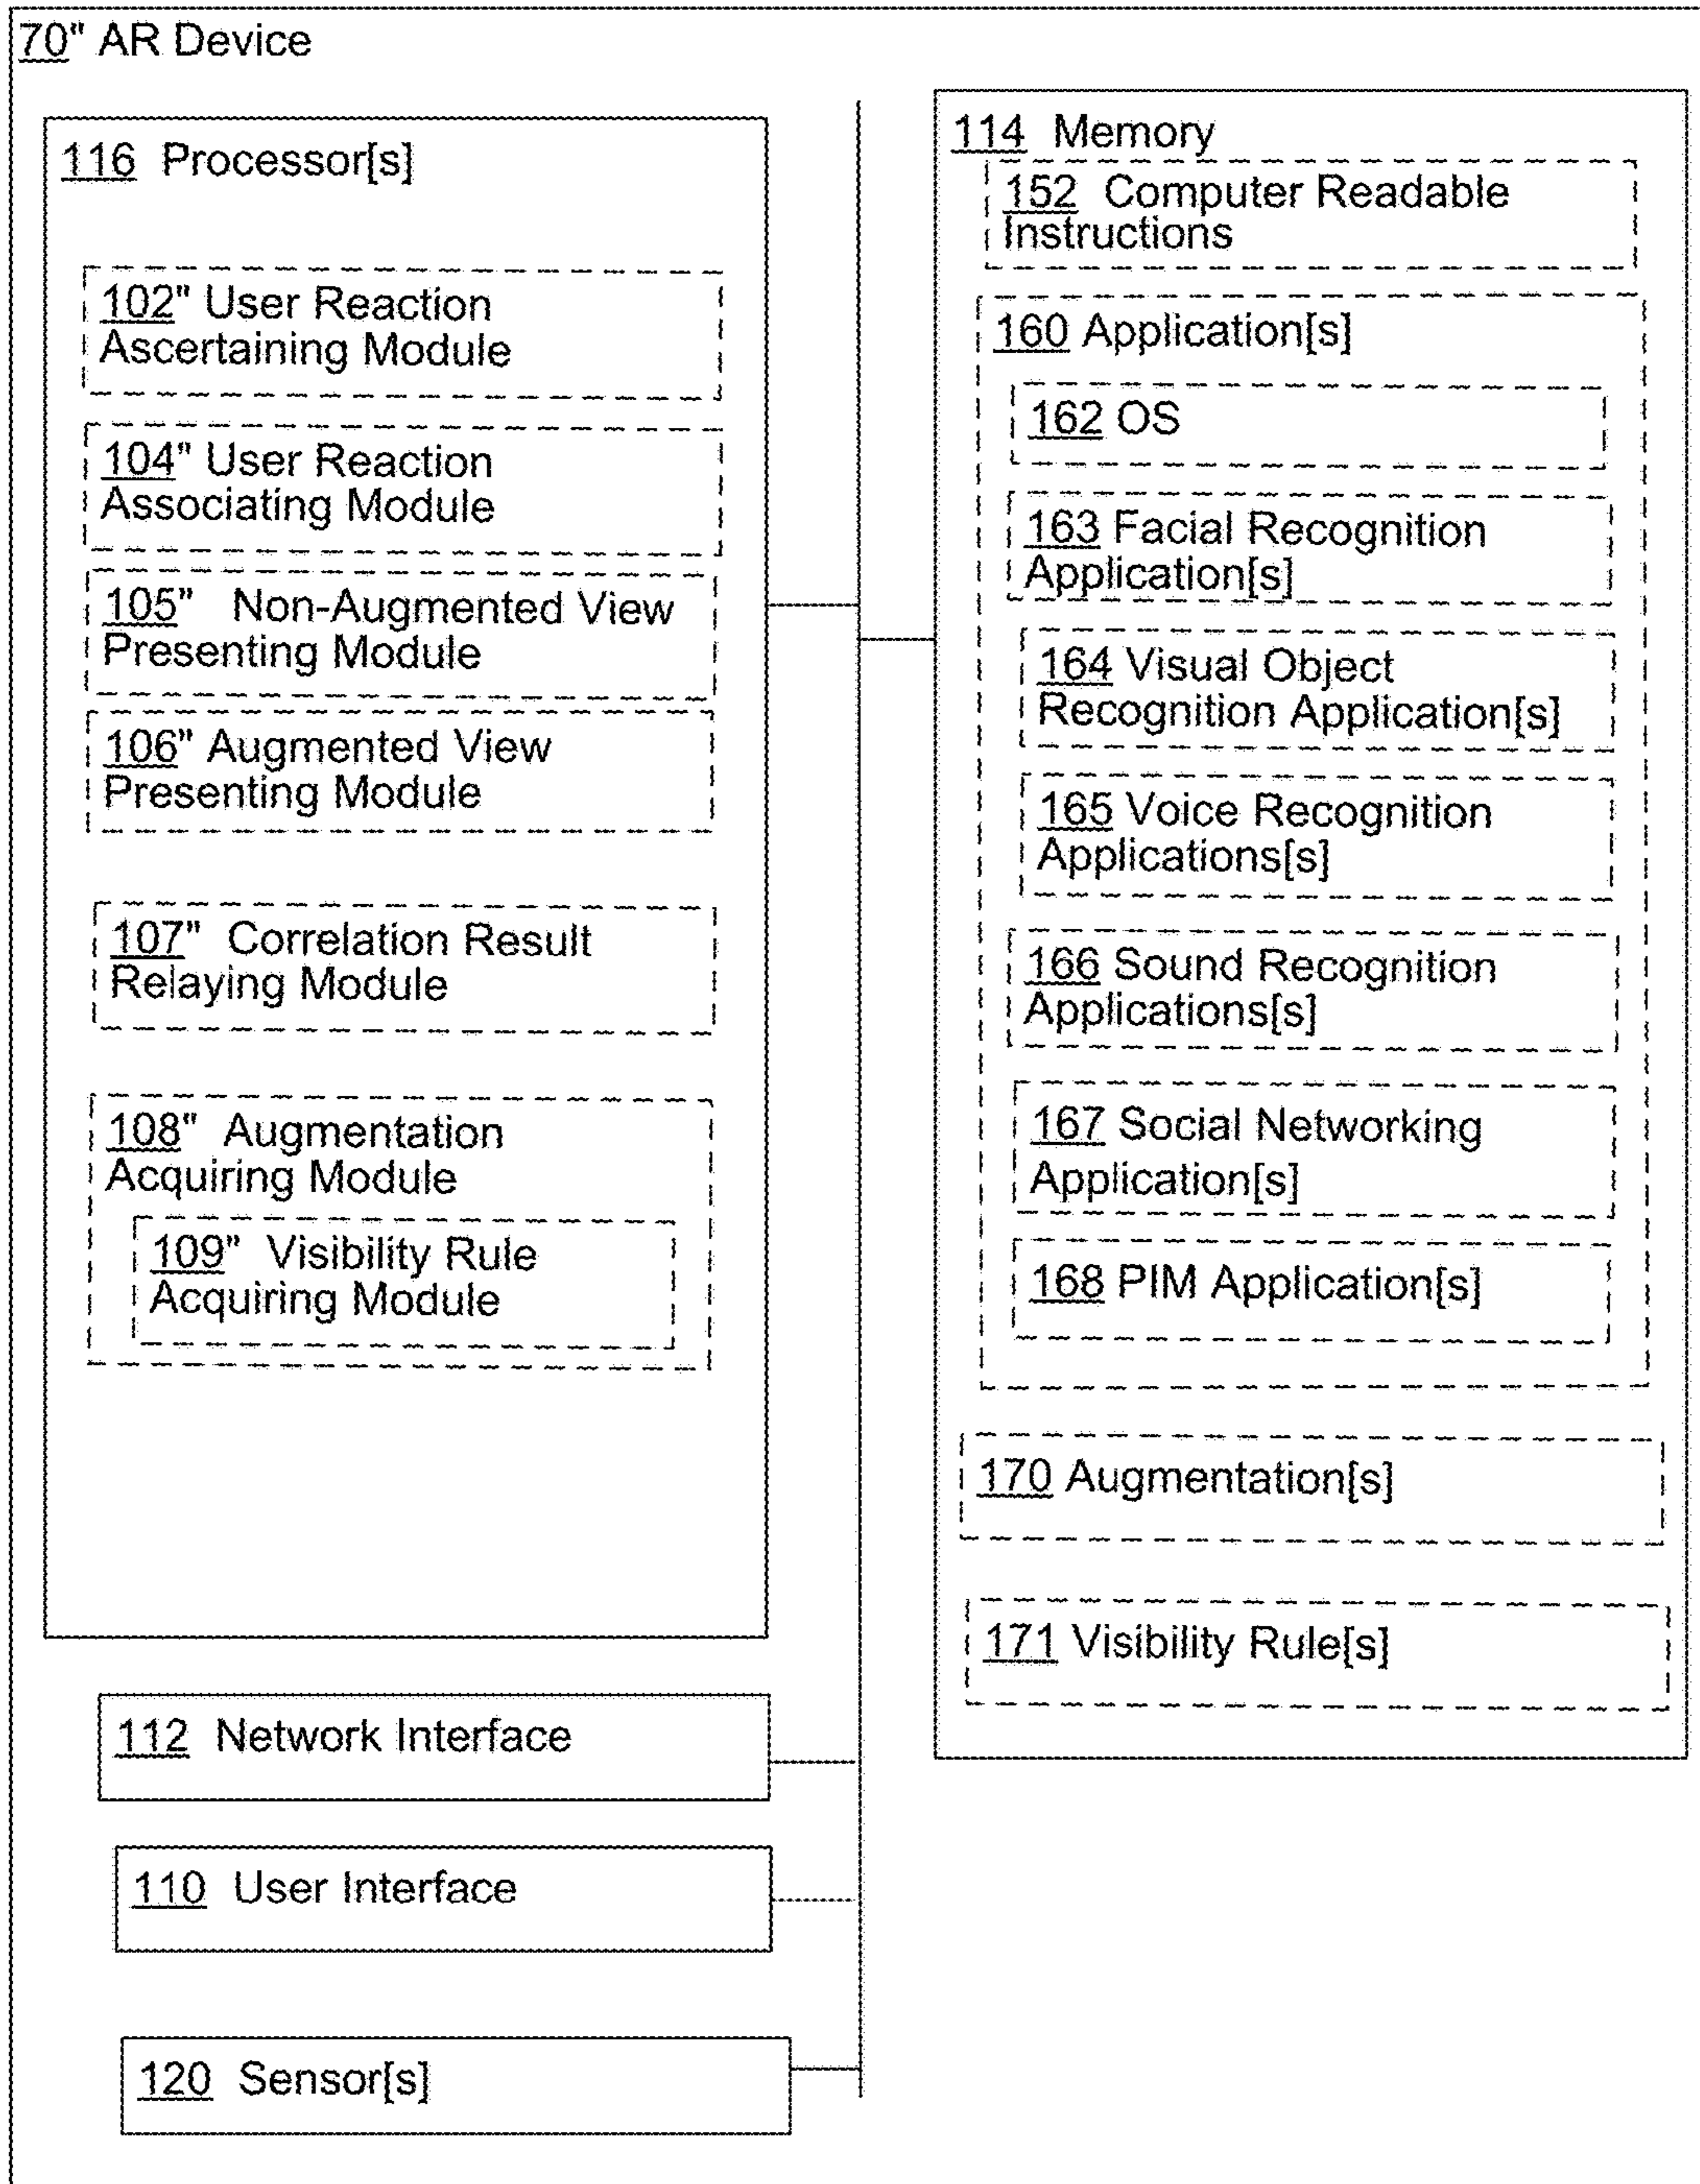 70" AR Device
116 Processor[s]
102" User Reaction
Ascertaining Module
104" User Reaction
Associating Module
105" Non-Augmented View
Presenting Module
106" Augmented View
Presenting Module
107" Correlation Result
Relaying Module
108" Augmentation
Acquiring Module
109" Visibility Rule
Acquiring Module
112 Network Interface
110 User Interface
120 Sensor[s]
114 Memory
152 Computer Readable
Instructions
160 Application[s]
162 OS
163 Facial Recognition
Application[s]
164 Visual Object
Recognition Application[s]
165 Voice Recognition
Applications[s]
166 Sound Recognition
Applications[s]
167 Social Networking
Application[s]
168 PIM Application[s]
170 Augmentation[s]
171 Visibility Rule[s]